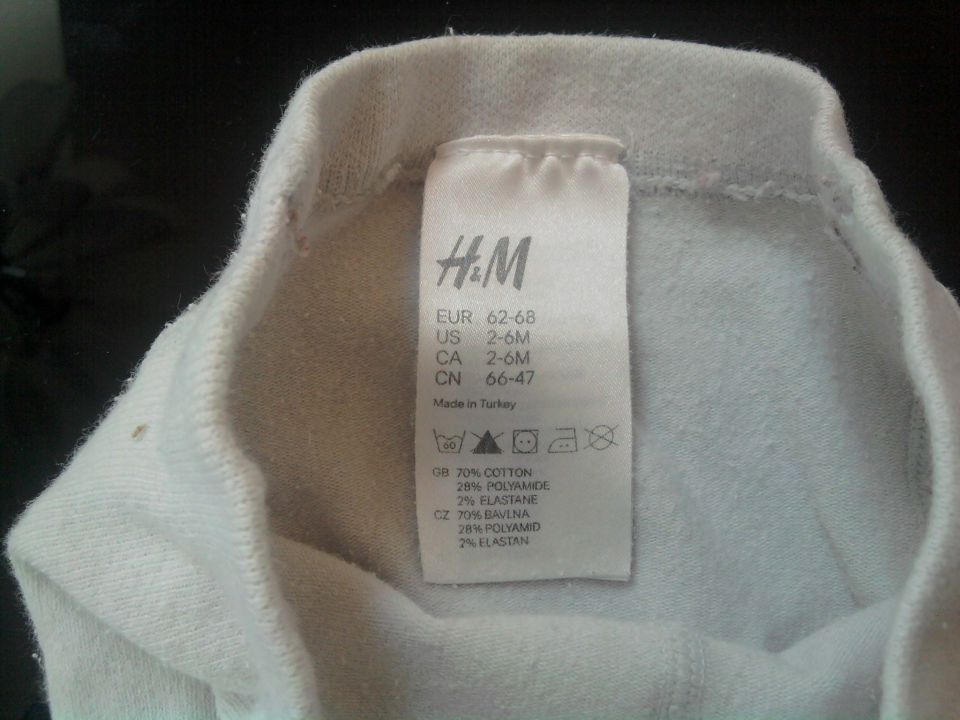 H&M
EUR 62-68
US 2-6M
CA 2-6M
CN 66-47
Made in Turkey
60
GB 70% COTTON
28% POLYAMIDE
2% ELASTANE
CZ 70% BAVLNA
28% POLYAMID
2% ELASTAN